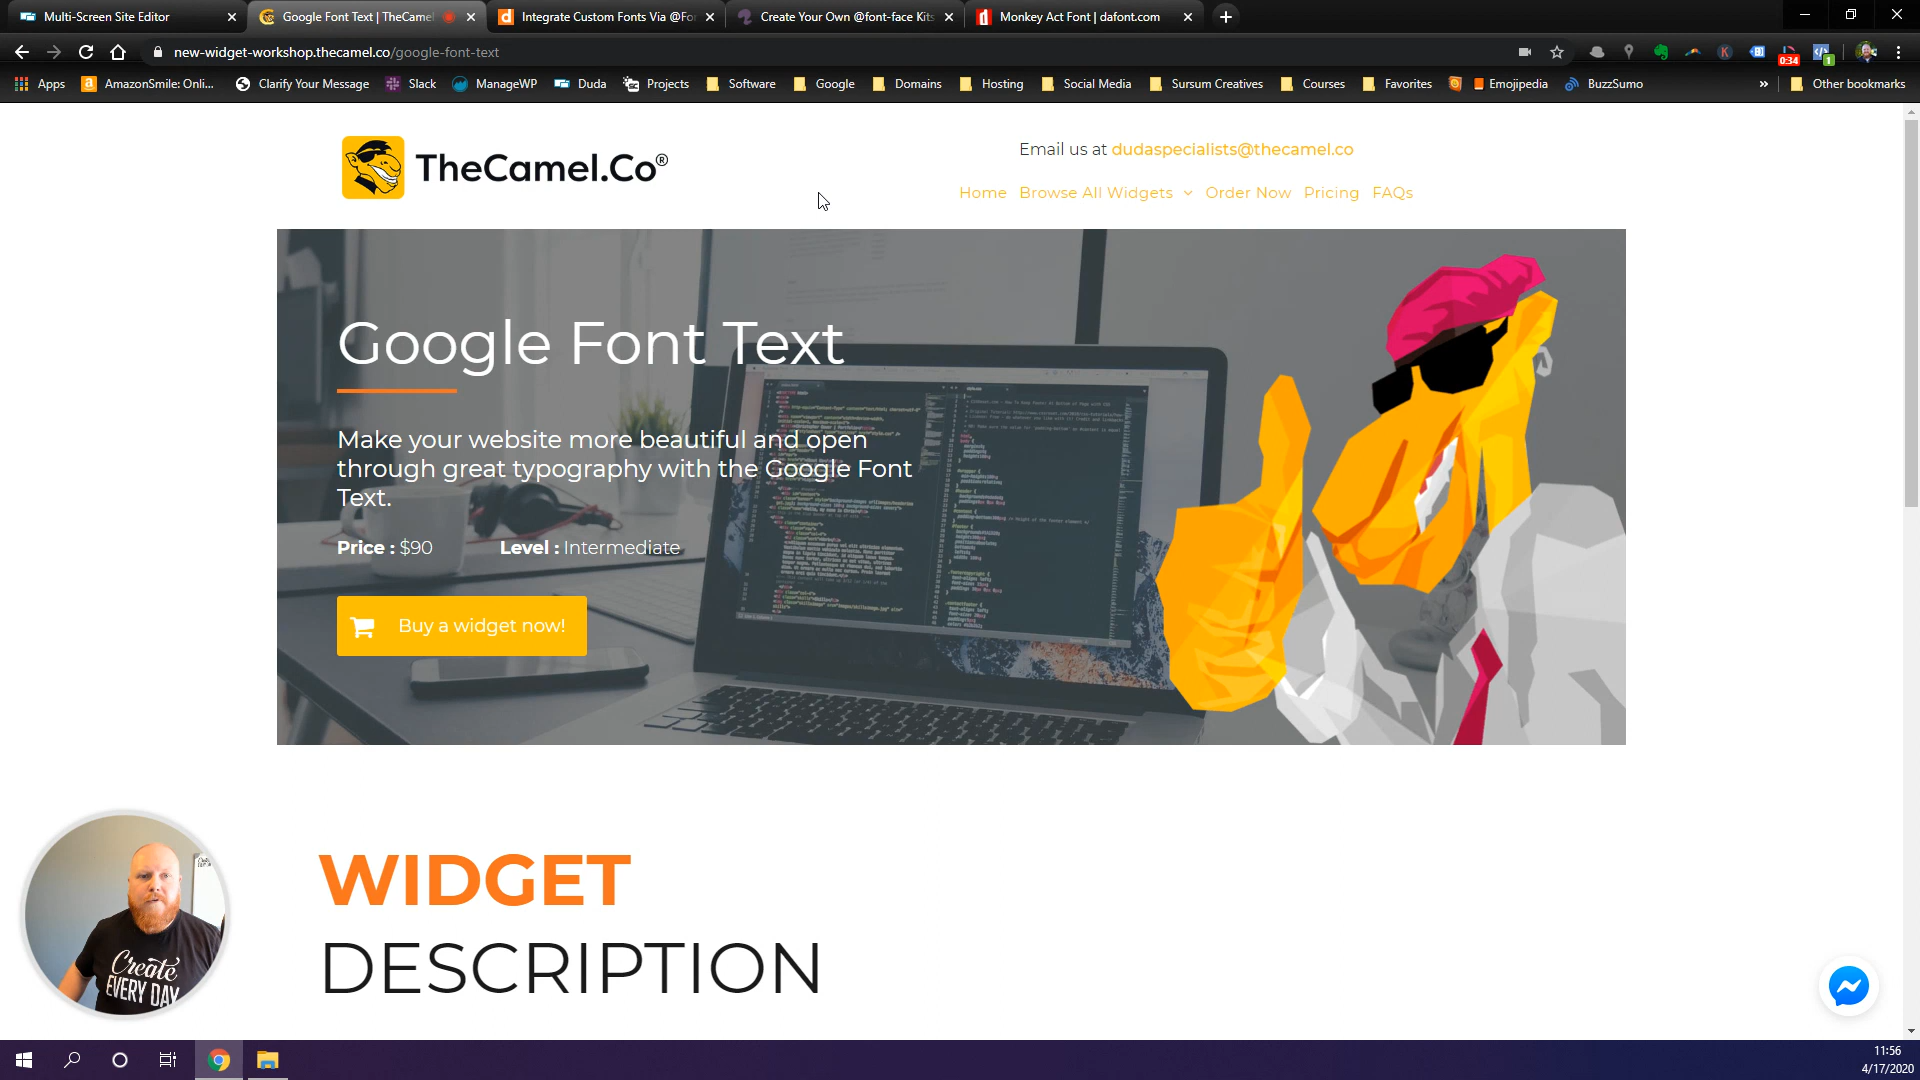 Multi-Screen Site Editor
Google Font Text | TheCamel
Integrate Custom Fonts Via @For
Create Your Own @font-face Kits
Monkey Act Font | dafont.com
new-widget-workshop.thecamel.co/google-font-text
0:34
1
Apps
AmazonSmile: Onli...
Clarify Your Message
Slack
ManageWP
Duda
Projects
Software
Google
Domains
Hosting
Social Media
Sursum Creatives
Courses
Favorites
Emojipedia
BuzzSumo
»
Other bookmarks
TheCamel.Co®
Email us at dudaspecialists@thecamel.co
Home Browse All Widgets Order Now Pricing FAQs
Google Font Text
Make your website more beautiful and open
through great typography with the Google Font
Text.
Price : $90 Level : Intermediate
Buy a widget now!
WIDGET
DESCRIPTION
Create
EVERY DAY
11:56
4/17/2020